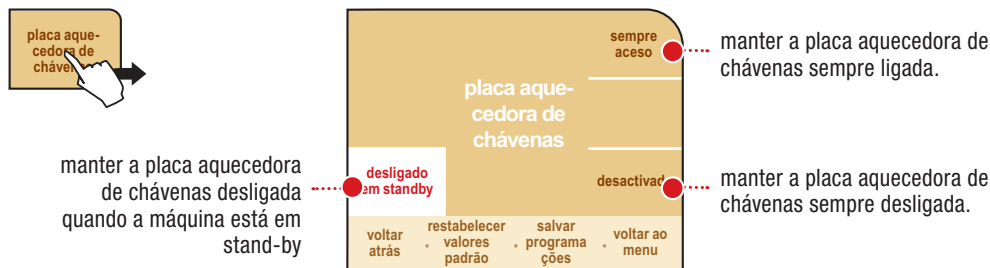 placa aque-
cedora de
chávenas
sempre
aceso
manter a placa aquecedora de
chávenas sempre ligada.
placa aque-
cedora de
chávenas
manter a placa aquecedora
de chávenas desligada
quando a máquina está em
stand-by
desligado
em standby
desactivado
manter a placa aquecedora de
chávenas sempre desligada.
voltar
atrás
restabelecer
valores
padrão
salvar
programa
ções
voltar ao
menu